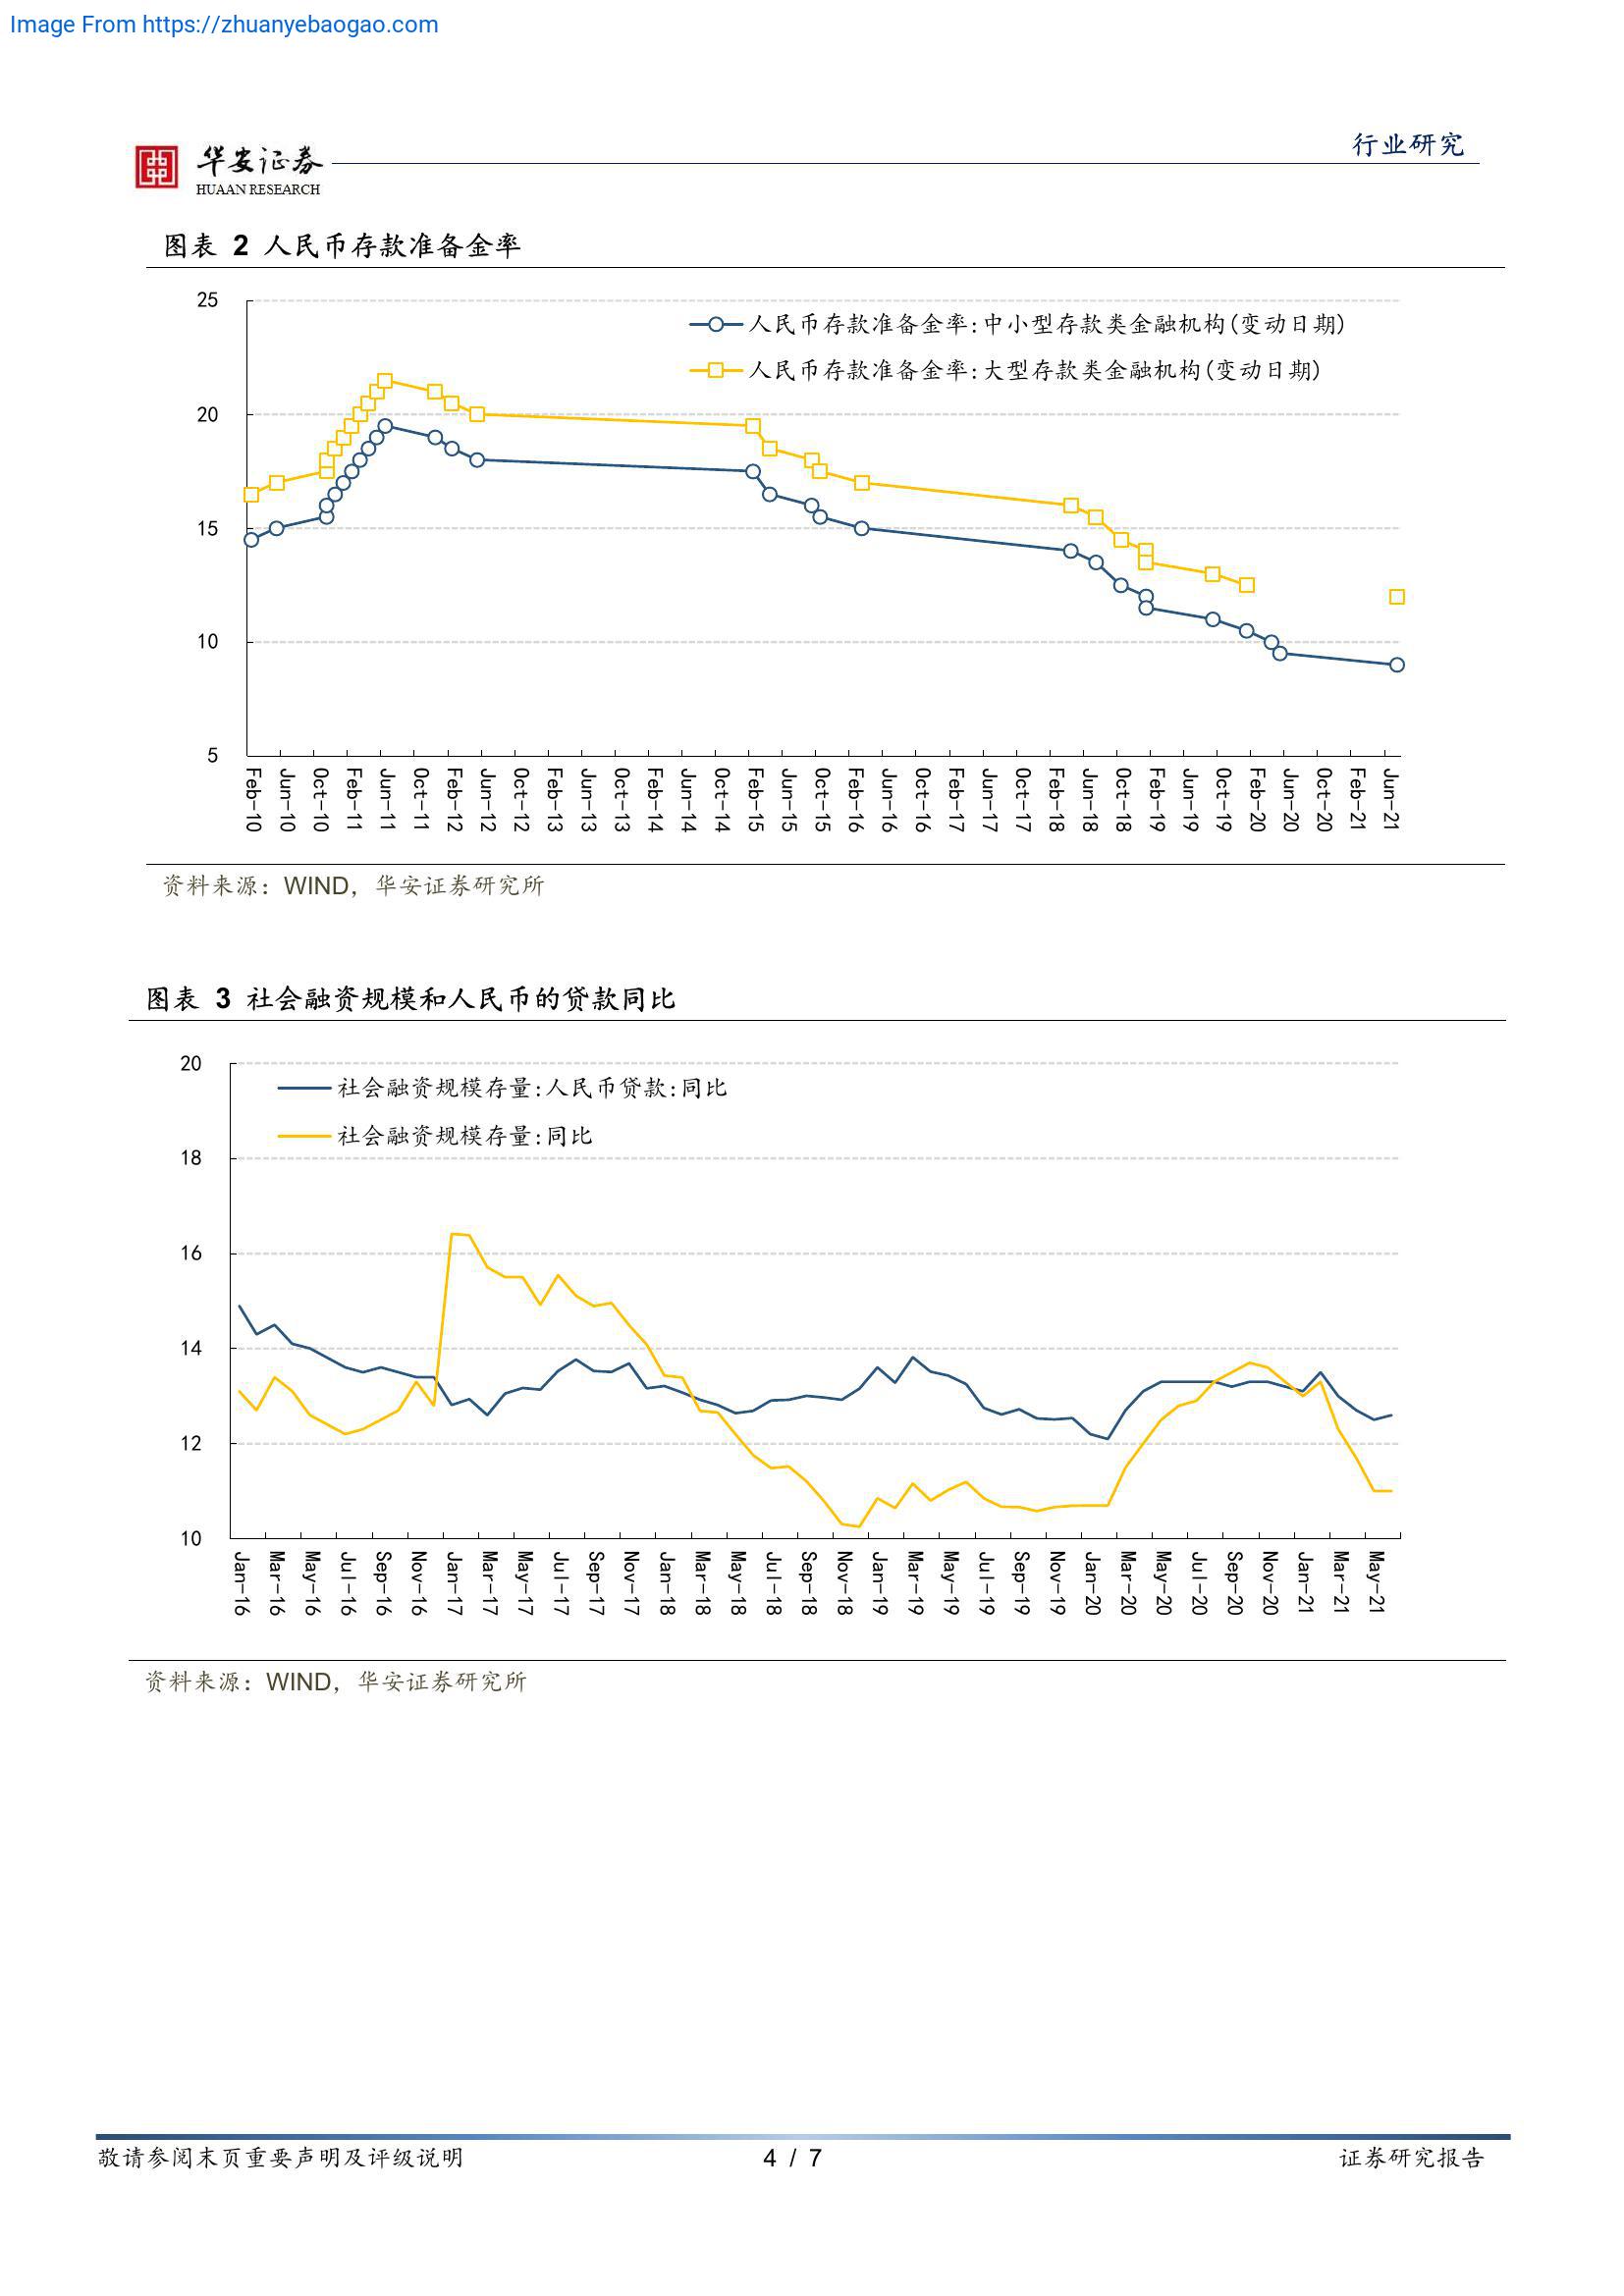 Image From https://zhuanyebaogao.com
华安证券
HUAAN RESEARCH
行业研究
图表 2 人民币存款准备金率
25
20
15
10
5
人民币存款准备金率:中小型存款类金融机构(变动日期)
人民币存款准备金率:大型存款类金融机构(变动日期)
Feb-10
Jun-10
Oct-10
Feb-11
Jun-11
Oct-11
Feb-12
Jun-12
Oct-12
Feb-13
Jun-13
Oct-13
Feb-14
Jun-14
Oct-14
Feb-15
Jun-15
Oct-15
Feb-16
Jun-16
Oct-16
Feb-17
Jun-17
Oct-17
Feb-18
Jun-18
Oct-18
Feb-19
Jun-19
Oct-19
Feb-20
Jun-20
Oct-20
Feb-21
Jun-21
资料来源：WIND，华安证券研究所
图表 3 社会融资规模和人民币的贷款同比
20
18
16
14
12
10
社会融资规模存量:人民币贷款:同比
社会融资规模存量:同比
Jan-16
Mar-16
May-16
Jul-16
Sep-16
Nov-16
Jan-17
Mar-17
May-17
Jul-17
Sep-17
Nov-17
Jan-18
Mar-18
May-18
Jul-18
Sep-18
Nov-18
Jan-19
Mar-19
May-19
Jul-19
Sep-19
Nov-19
Jan-20
Mar-20
May-20
Jul-20
Sep-20
Nov-20
Jan-21
Mar-21
May-21
资料来源：WIND，华安证券研究所
敬请参阅末页重要声明及评级说明
4 / 7
证券研究报告